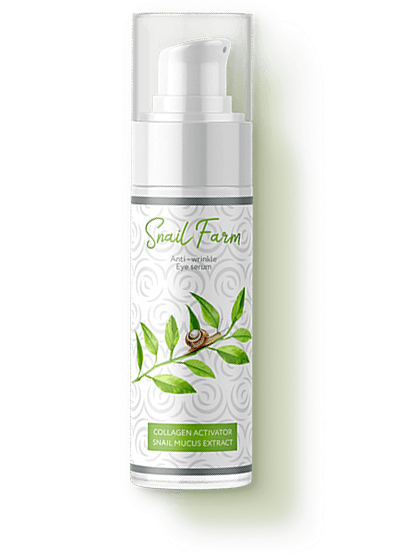 Snail Farm
Anti-wrinkle
Eye serum
COLLAGEN ACTIVATOR
SNAIL MUCUS EXTRACT